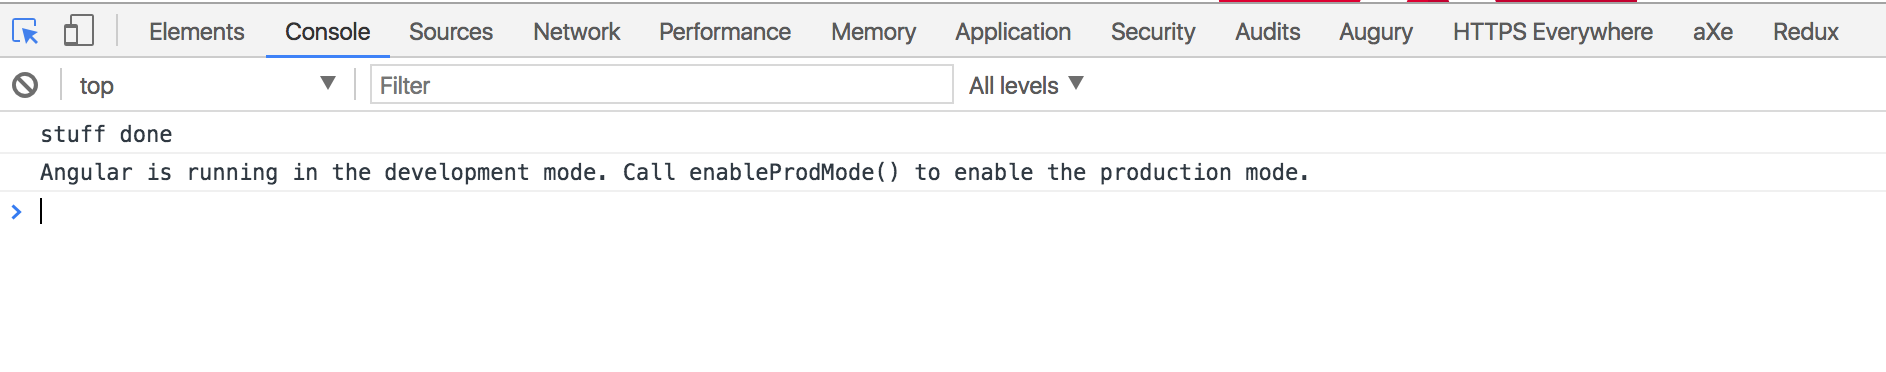 Elements Console Sources Network Performance Memory Application Security Audits Augury HTTPS Everywhere aXe Redux
top Filter All levels
stuff done
Angular is running in the development mode. Call enableProdMode() to enable the production mode.
>